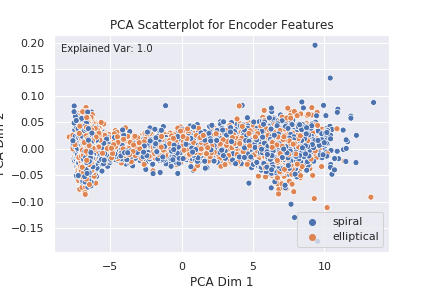 PCA Scatterplot for Encoder Features
Explained Var: 1.0
0.20
0.15
0.10
0.05
0.00
−0.05
−0.10
−0.15
PCA Dim 2
−5
0
5
10
PCA Dim 1
spiral
elliptical